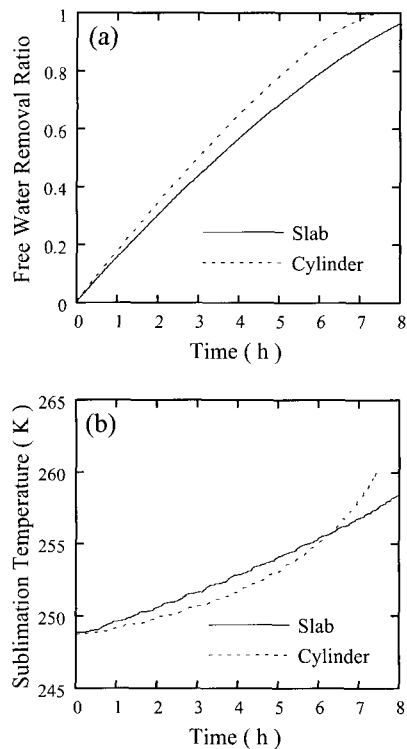 (a)
Free Water Removal Ratio
1
0.8
0.6
0.4
0.2
0
Slab
Cylinder
0 1 2 3 4 5 6 7 8
Time ( h )
(b)
Sublimation Temperature ( K )
265
260
255
250
245
Slab
Cylinder
0 1 2 3 4 5 6 7 8
Time ( h )